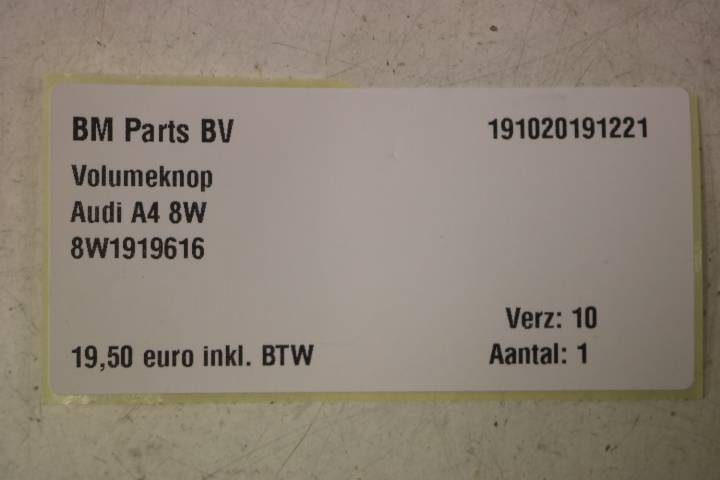 BM Parts BV 191020191221
Volumeknop
Audi A4 8W
8W1919616
Verz: 10
19,50 euro inkl. BTW Aantal: 1